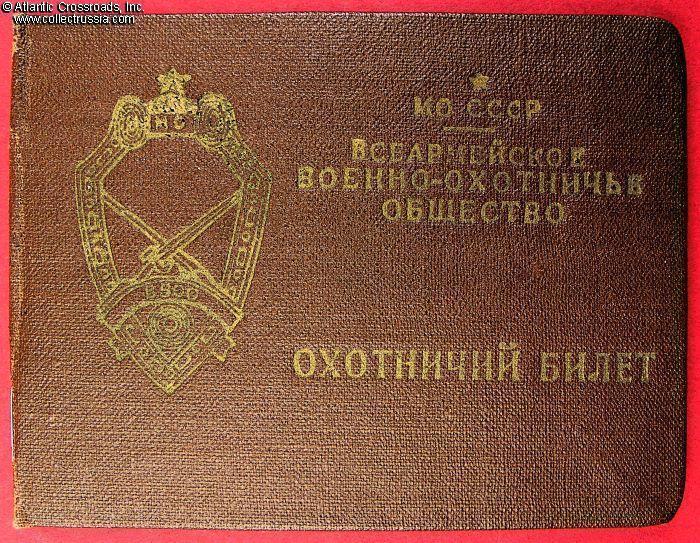 © Atlantic Crossroads, Inc.
www.collectrussia.com
МО СССР
ВСЕАРМЕЙСКОЕ
ВОЕННО-ОХОТНИЧЬЕ
ОБЩЕСТВО
ОХОТНИЧИЙ БИЛЕТ